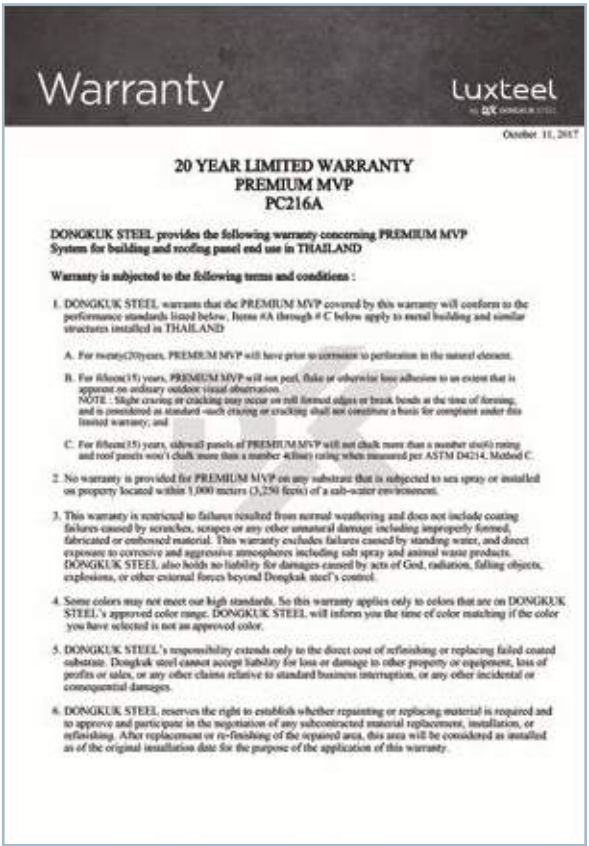 Warranty
Luxteel
by DK DONGKUK STEEL
October 11, 2017
20 YEAR LIMITED WARRANTY
PREMIUM MVP
PC216A
DONGKUK STEEL provides the following warranty concerning PREMIUM MVP
System for building and roofing panel end use in THAILAND
Warranty is subjected to the following terms and conditions :
1. DONGKUK STEEL warrants that the PREMIUM MVP covered by this warranty will conform to the
performance standards listed below. Items #A through # C below apply to metal building and similar
structures installed in THAILAND
A. For twenty(20)years, PREMIUM MVP will have prior to corrosion to perforation in the natural element.
B. For fifteen(15) years, PREMIUM MVP will not peel, flake or otherwise lose adhesion to an extent that is
apparent on ordinary outdoor visual observation.
NOTE : Slight crazing or cracking may occur on roll formed edges or break bends at the time of forming,
and is considered as standard -such crazing or cracking shall not constitute a basis for complaint under this
limited warranty; and
C. For fifteen(15) years, sidewall panels of PREMIUM MVP will not chalk more than a number six(6) rating
and roof panels won't chalk more than a number 4(four) rating when measured per ASTM D4214, Method C.
2. No warranty is provided for PREMIUM MVP on any substrate that is subjected to sea spray or installed
on property located within 1,000 meters (3,250 feets) of a salt-water environment.
3. This warranty is restricted to failures resulted from normal weathering and does not include coating
failures caused by scratches, scrapes or any other unnatural damage including improperly formed,
fabricated or embossed material. This warranty excludes failures caused by standing water, and direct
exposure to corrosive and aggressive atmospheres including salt spray and animal waste products.
DONGKUK STEEL also holds no liability for damages caused by acts of God, radiation, falling objects,
explosions, or other external forces beyond Dongkuk steel's control.
4. Some colors may not meet our high standards. So this warranty applies only to colors that are on DONGKUK
STEEL's approved color range. DONGKUK STEEL will inform you the time of color matching if the color
you have selected is not an approved color.
5. DONGKUK STEEL's responsibility extends only to the direct cost of refinishing or replacing failed coated
substrate. Dongkuk steel cannot accept liability for loss or damage to other property or equipment, loss of
profits or sales, or any other claims relative to standard business interruption, or any other incidental or
consequential damages.
6. DONGKUK STEEL reserves the right to establish whether repainting or replacing material is required and
to approve and participate in the negotiation of any subcontracted material replacement, installation, or
refinishing. After replacement or re-finishing of the repaired area, this area will be considered as installed
as of the original installation date for the purpose of the application of this warranty.